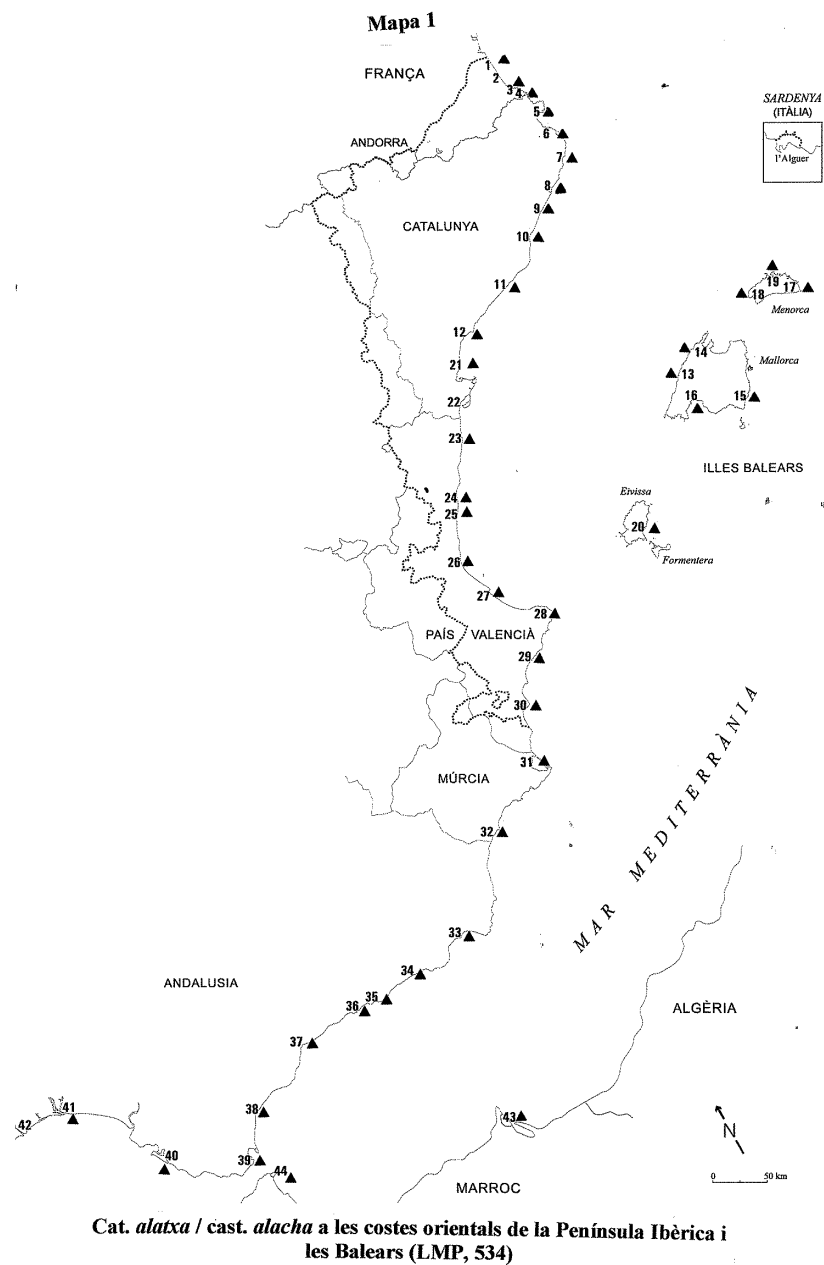 Mapa 1
FRANÇA
1
2
3
4
5
SARDENYA
(ITÀLIA)
l'Alguer
ANDORRA
6
7
8
CATALUNYA
9
10
11
19
18
17
Menorca
12
21
14
Mallorca
13
22
16
15
23
ILLES BALEARS
24
25
Eivissa
20
Formentera
26
27
28
PAÍS VALENCIÀ
29
30
31
MÚRCIA
32
MAR MEDITERRÀNIA
33
34
ANDALUSIA
35
36
ALGÈRIA
37
38
41
42
43
N
40
39
44
0 50 km
MARROC
Cat. alatxa / cast. alacha a les costes orientals de la Península Ibèrica i
les Balears (LMP, 534)